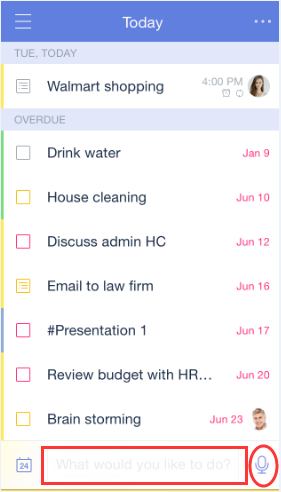 Today
TUE, TODAY
Walmart shopping
4:00 PM
OVERDUE
Drink water
Jan 9
House cleaning
Jun 10
Discuss admin HC
Jun 12
Email to law firm
Jun 16
#Presentation 1
Jun 17
Review budget with HR...
Jun 20
Brain storming
Jun 23
24
What would you like to do?